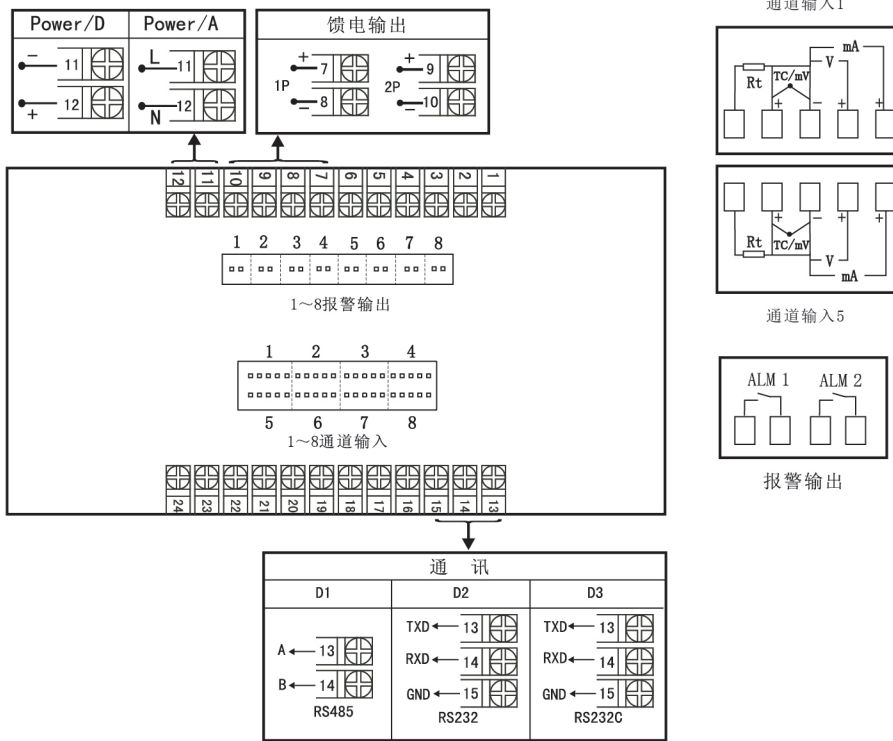 Power/D Power/A
− 11 L 11
+ 12 N 12
馈电输出
+ 7 + 9
1P 2P
− 8 − 10
12 11 10 9 8 7 6 5 4 3 2 1
1 2 3 4 5 6 7 8
1～8报警输出
1 2 3 4
5 6 7 8
1～8通道输入
24 23 22 21 20 19 18 17 16 15 14 13
通讯
D1 D2 D3
A 13
B 14
RS485
TXD 13
RXD 14
GND 15
RS232
TXD 13
RXD 14
GND 15
RS232C
通道输入1
mA
V
Rt TC/mV
+ − + +
+ − + +
Rt TC/mV
V
mA
通道输入5
ALM 1 ALM 2
报警输出